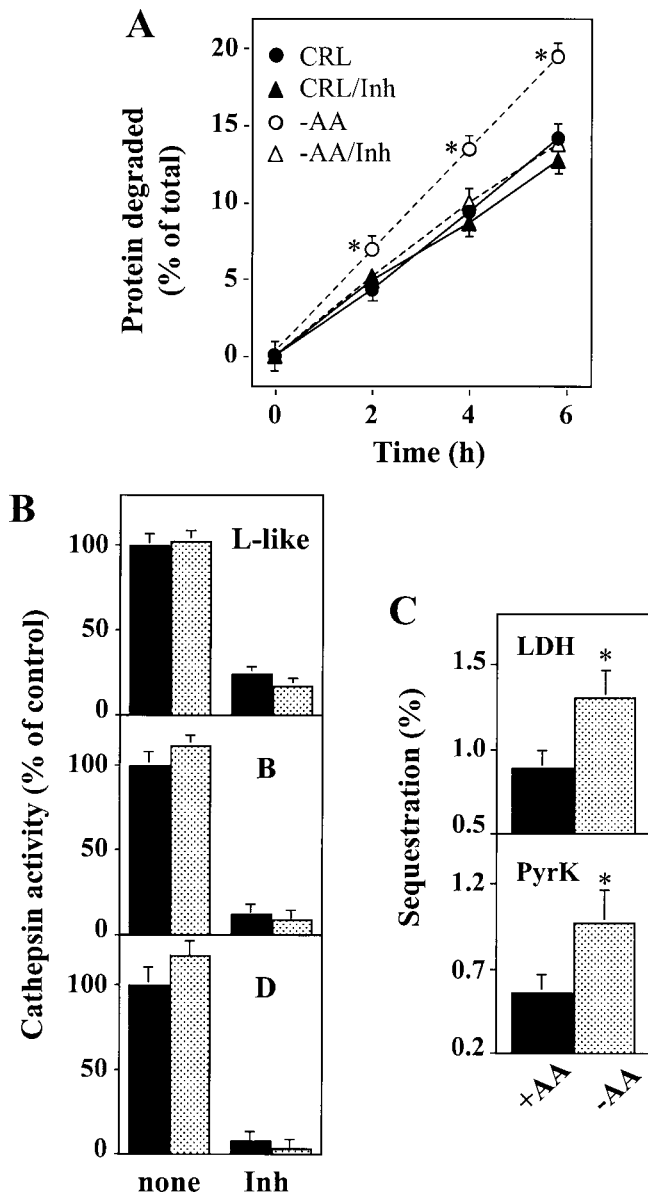 A
Protein degraded
(% of total)
20
15
10
5
0
CRL
CRL/Inh
-AA
-AA/Inh
*
*
*
0 2 4 6
Time (h)
B
Cathepsin activity (% of control)
100
50
0
L-like
100
50
0
B
100
50
0
D
none Inh
C
Sequestration (%)
1.5
1.0
0.5
LDH
*
1.2
0.7
0.2
PyrK
*
+AA -AA